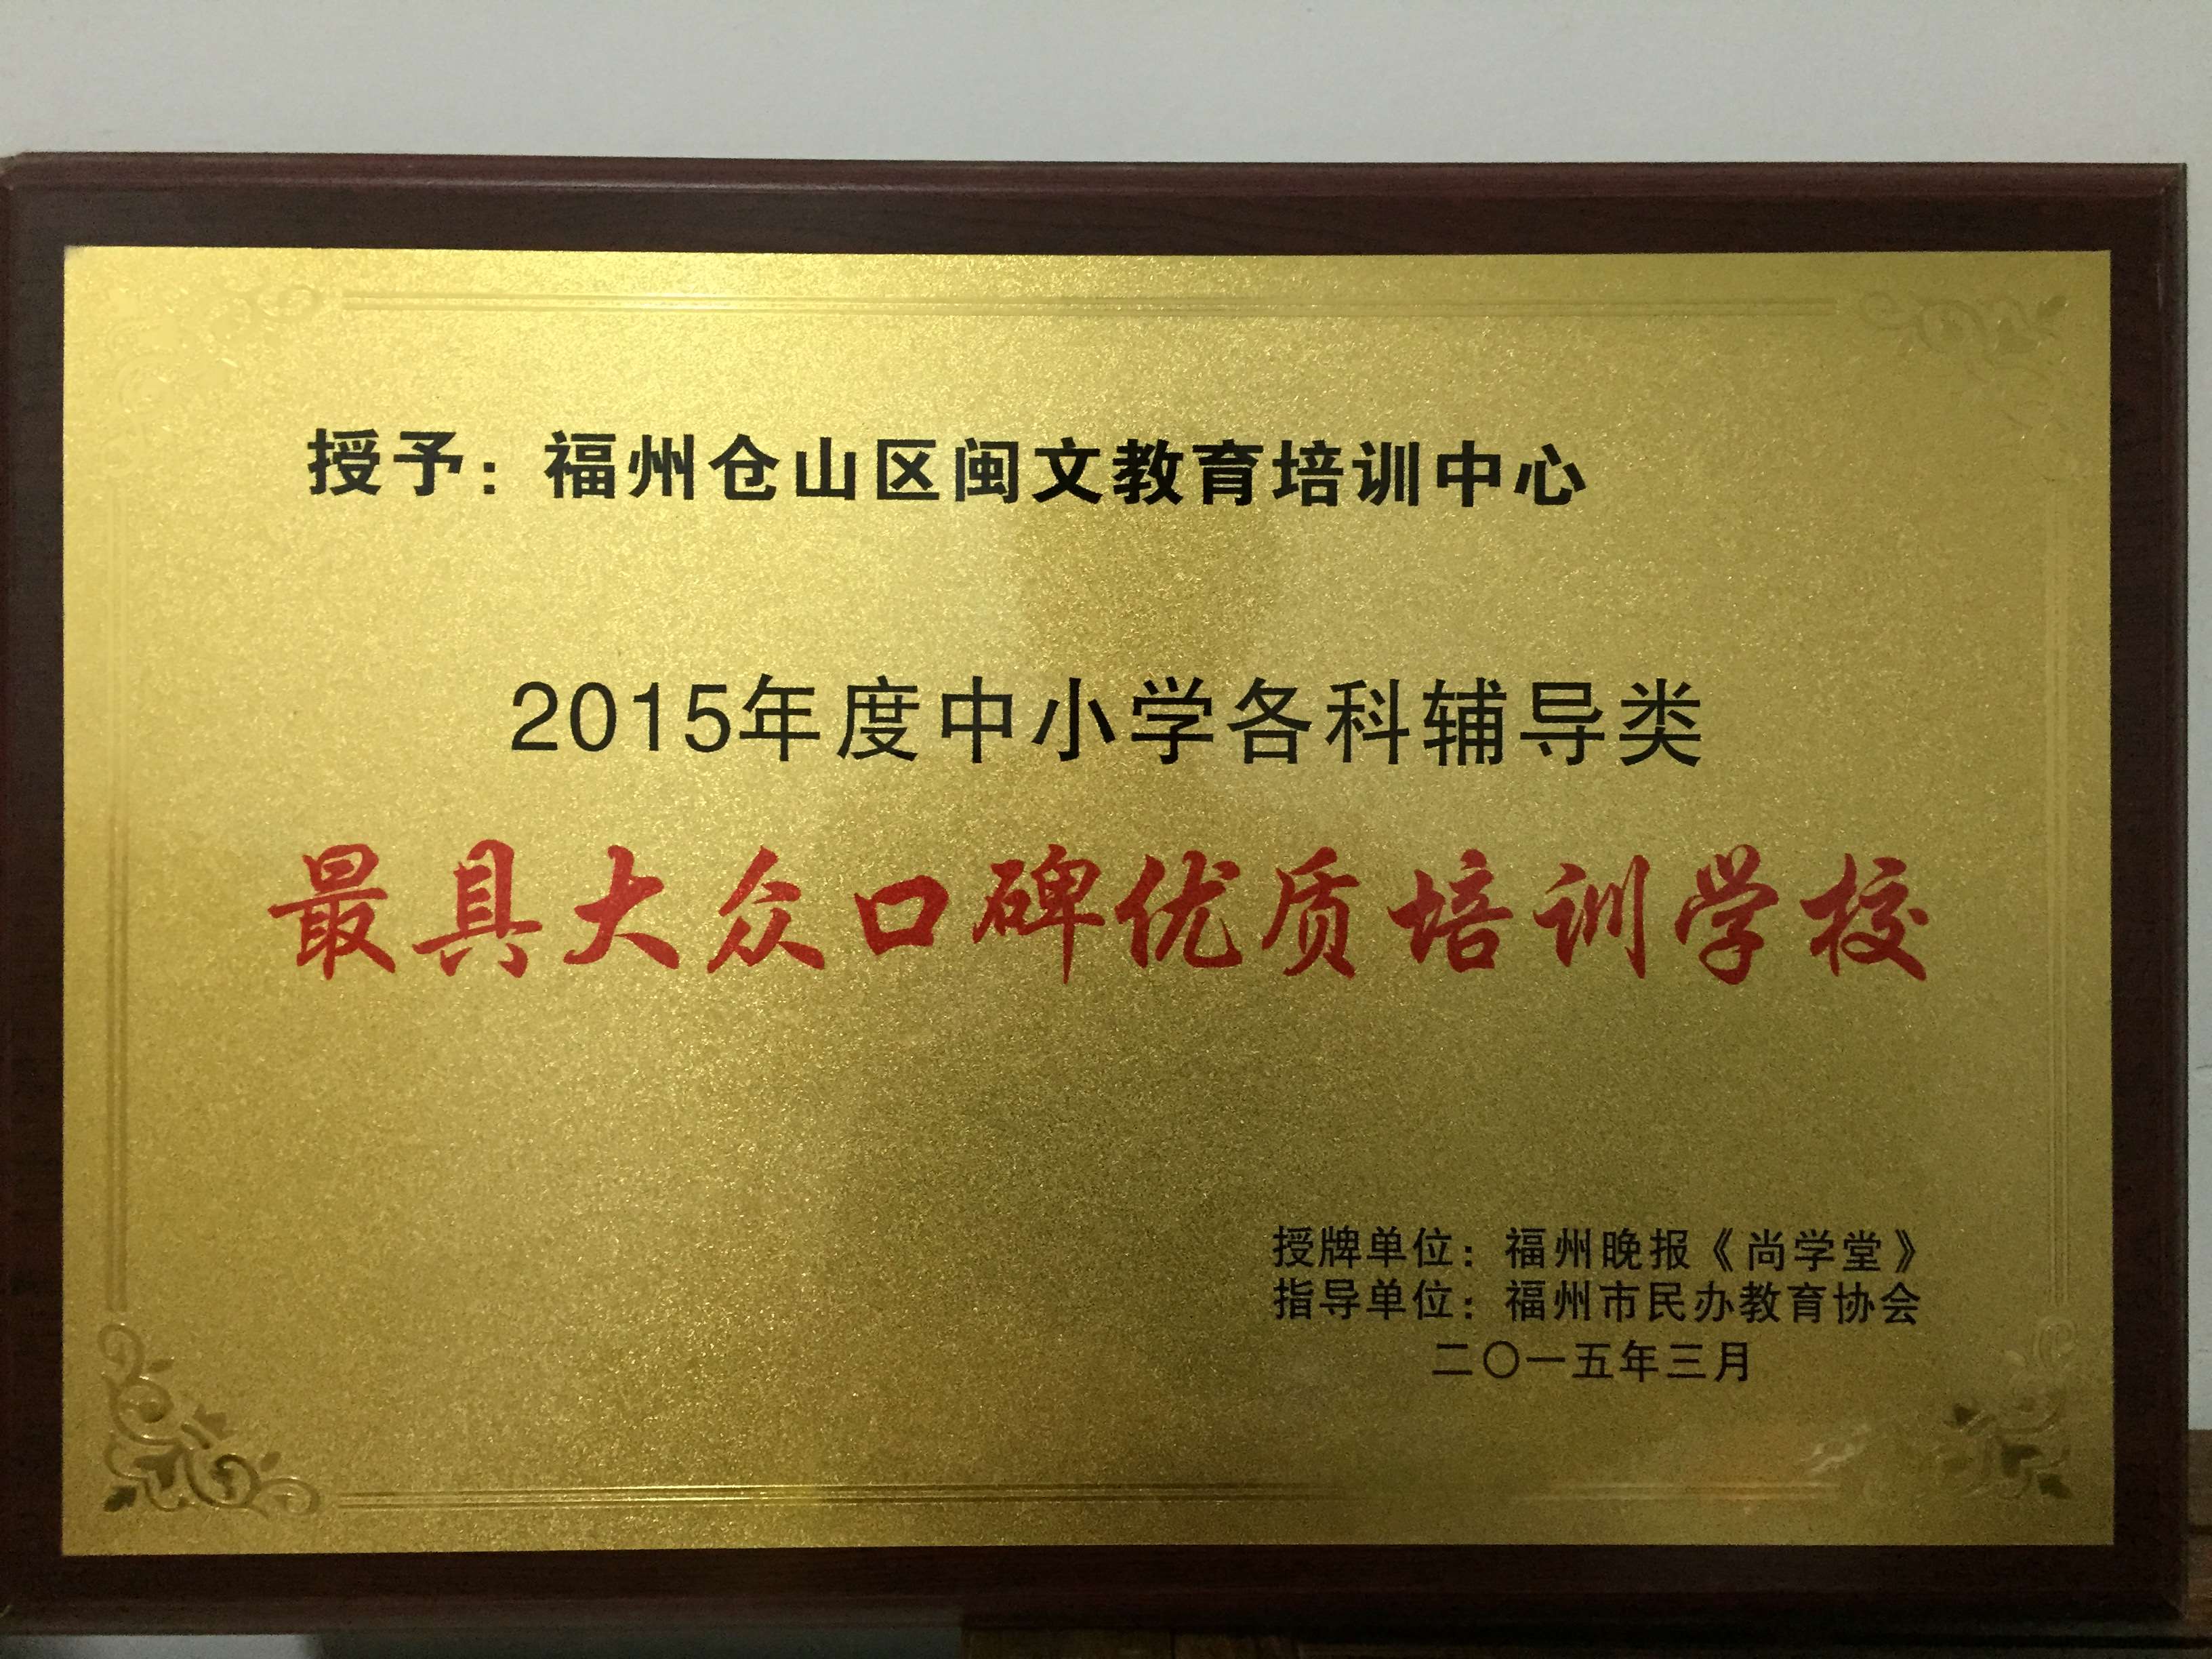 授予：福州仓山区闽文教育培训中心
2015年度中小学各科辅导类
最具大众口碑优质培训学校
授牌单位：福州晚报《尚学堂》
指导单位：福州市民办教育协会
二〇一五年三月